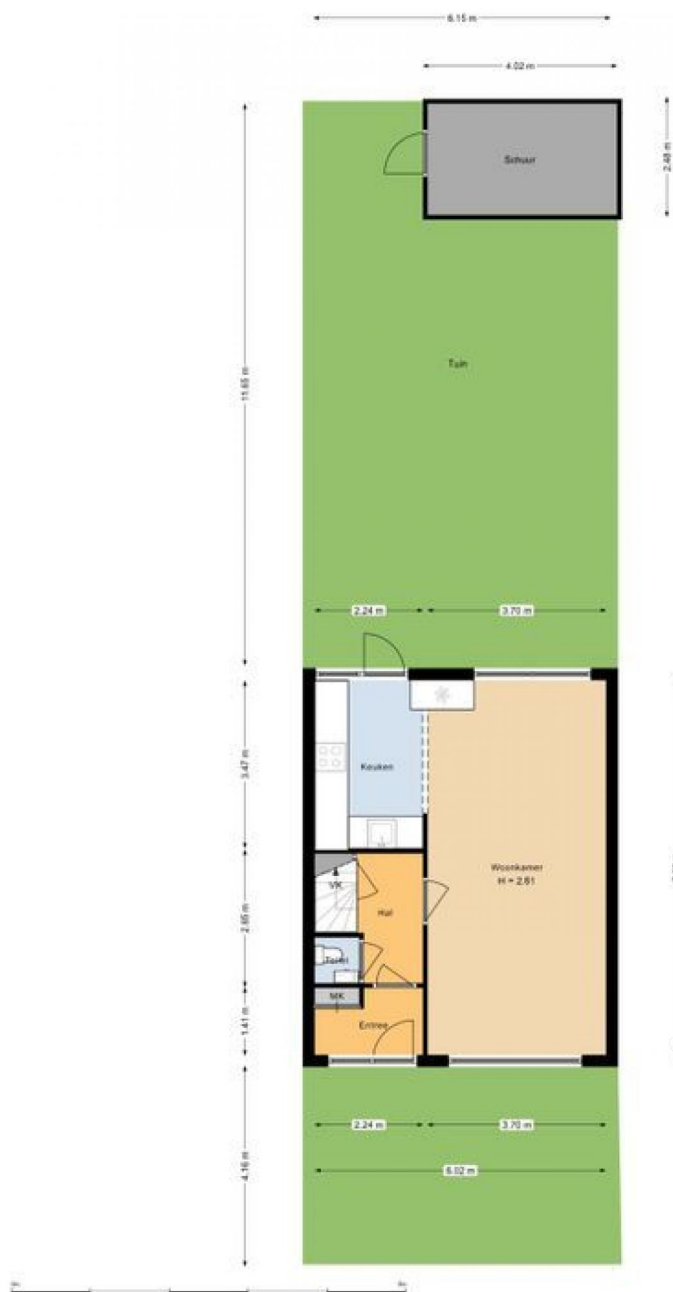 6.15 m
4.02 m
Schuur
2.48 m
Tuin
11.65 m
2.24 m
3.70 m
Keuken
3.47 m
Woonkamer
H = 2.61
VK
Hal
2.65 m
Toilet
MK
Entree
1.41 m
2.24 m
3.70 m
6.02 m
4.16 m